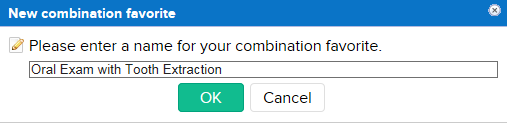 New combination favorite
Please enter a name for your combination favorite.
Oral Exam with Tooth Extraction
OK Cancel